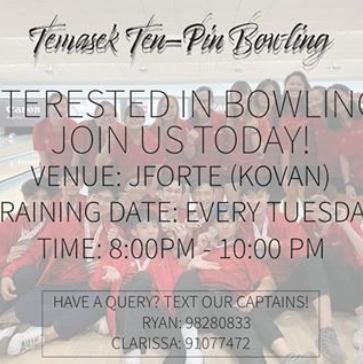 Temasek Ten-Pin Bowling
TERESTED IN BOWLING
JOIN US TODAY!
VENUE: JFORTE (KOVAN)
RAINING DATE: EVERY TUESDA
TIME: 8:00PM - 10:00 PM
HAVE A QUERY? TEXT OUR CAPTAINS!
RYAN: 98280833
CLARISSA: 91077472